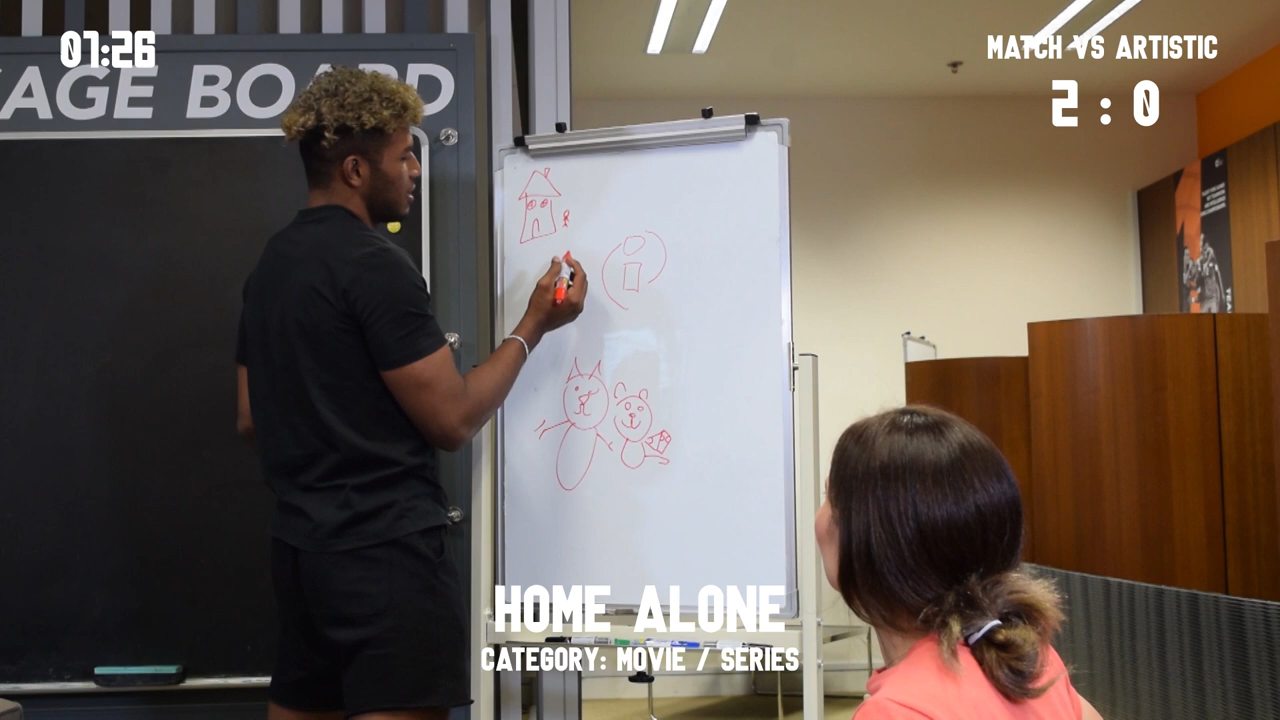 01:26
MATCH VS ARTISTIC
2 : 0
AGE BOARD
HOME ALONE
CATEGORY: MOVIE / SERIES